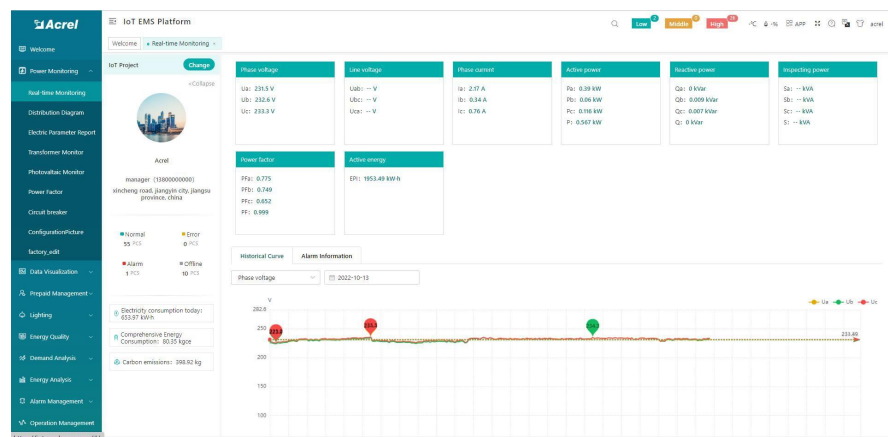 Acrel
IoT EMS Platform
Low 2
Middle 0
High 28
-℃
-%
APP
acrel
Welcome
Real-time Monitoring ×
Welcome
Power Monitoring
Real-time Monitoring
Distribution Diagram
Electric Parameter Report
Transformer Monitor
Photovaltaic Monitor
Power Factor
Circuit breaker
ConfigurationPicture
factory_edit
Data Visualization
Prepaid Management
Lighting
Energy Quality
Demand Analysis
Energy Analysis
Alarm Management
Operation Management
IoT Project
Change
<Collapse
Acrel
manager [13800000000]
xincheng road, jiangyin city, jiangsu
province, china
Normal
55 PCS
Error
0 PCS
Alarm
1 PCS
Offline
10 PCS
Electricity consumption today:
653.97 kW·h
Comprehensive Energy
Consumption: 80.35 kgce
Carbon emissions: 398.92 kg
Phase voltage
Ua: 231.5 V
Ub: 232.6 V
Uc: 233.3 V
Line voltage
Uab: -- V
Ubc: -- V
Uca: -- V
Phase current
Ia: 2.17 A
Ib: 0.34 A
Ic: 0.76 A
Active power
Pa: 0.39 kW
Pb: 0.06 kW
Pc: 0.116 kW
P: 0.567 kW
Reactive power
Qa: 0 kVar
Qb: 0.009 kVar
Qc: 0.007 kVar
Q: 0 kVar
Inspecting power
Sa: -- kVA
Sb: -- kVA
Sc: -- kVA
S: -- kVA
Power factor
PFa: 0.775
PFb: 0.749
PFc: 0.652
PF: 0.999
Active energy
EPI: 1953.49 kW·h
Historical Curve
Alarm Information
Phase voltage
2022-10-13
V
Ua
Ub
Uc
292.6
250
200
150
100
233.49